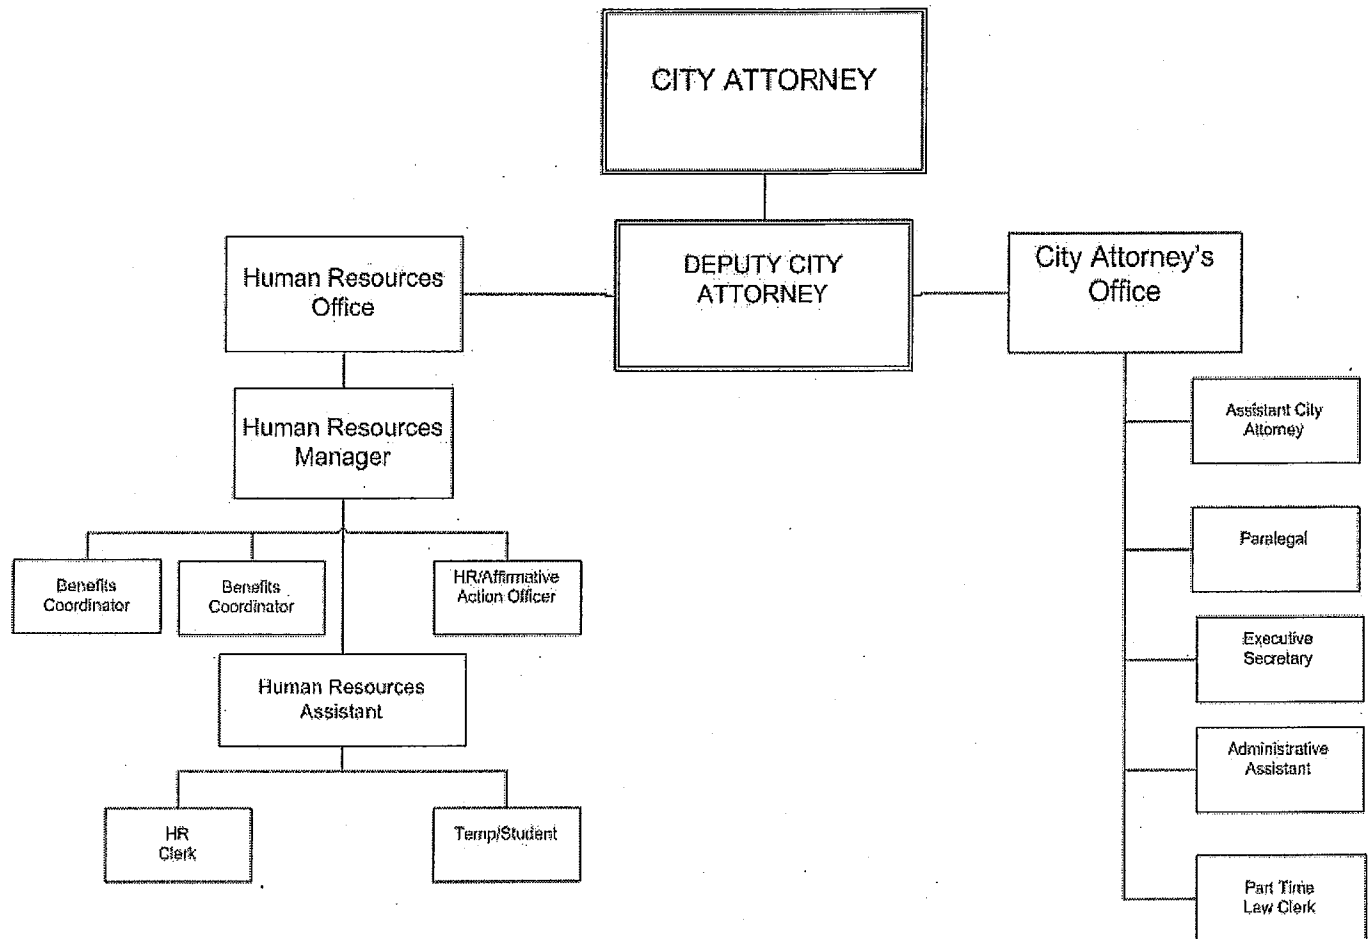 CITY ATTORNEY
DEPUTY CITY
ATTORNEY
Human Resources
Office
City Attorney's
Office
Human Resources
Manager
Benefits
Coordinator
Benefits
Coordinator
HR/Affirmative
Action Officer
Human Resources
Assistant
HR
Clerk
Temp/Student
Assistant City
Attorney
Paralegal
Executive
Secretary
Administrative
Assistant
Part Time
Law Clerk